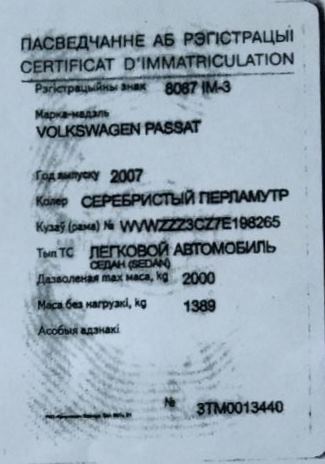 ПАСВЕДЧАННЕ АБ РЭГІСТРАЦЫІ
CERTIFICAT D'IMMATRICULATION
Рэгістрацыйны знак 8087 IM-3
Марка-мадэль
VOLKSWAGEN PASSAT
Год выпуску 2007
Колер СЕРЕБРИСТЫЙ ПЕРЛАМУТР
Кузаў (рама) № WVWZZZ3CZ7E198265
Тып ТС ЛЕГКОВОЙ АВТОМОБИЛЬ
СЕДАН (SEDAN)
Дазволеная max маса, kg 2000
Маса без нагрузкі, kg 1389
Асобыя адзнакі
№ 3TM0013440